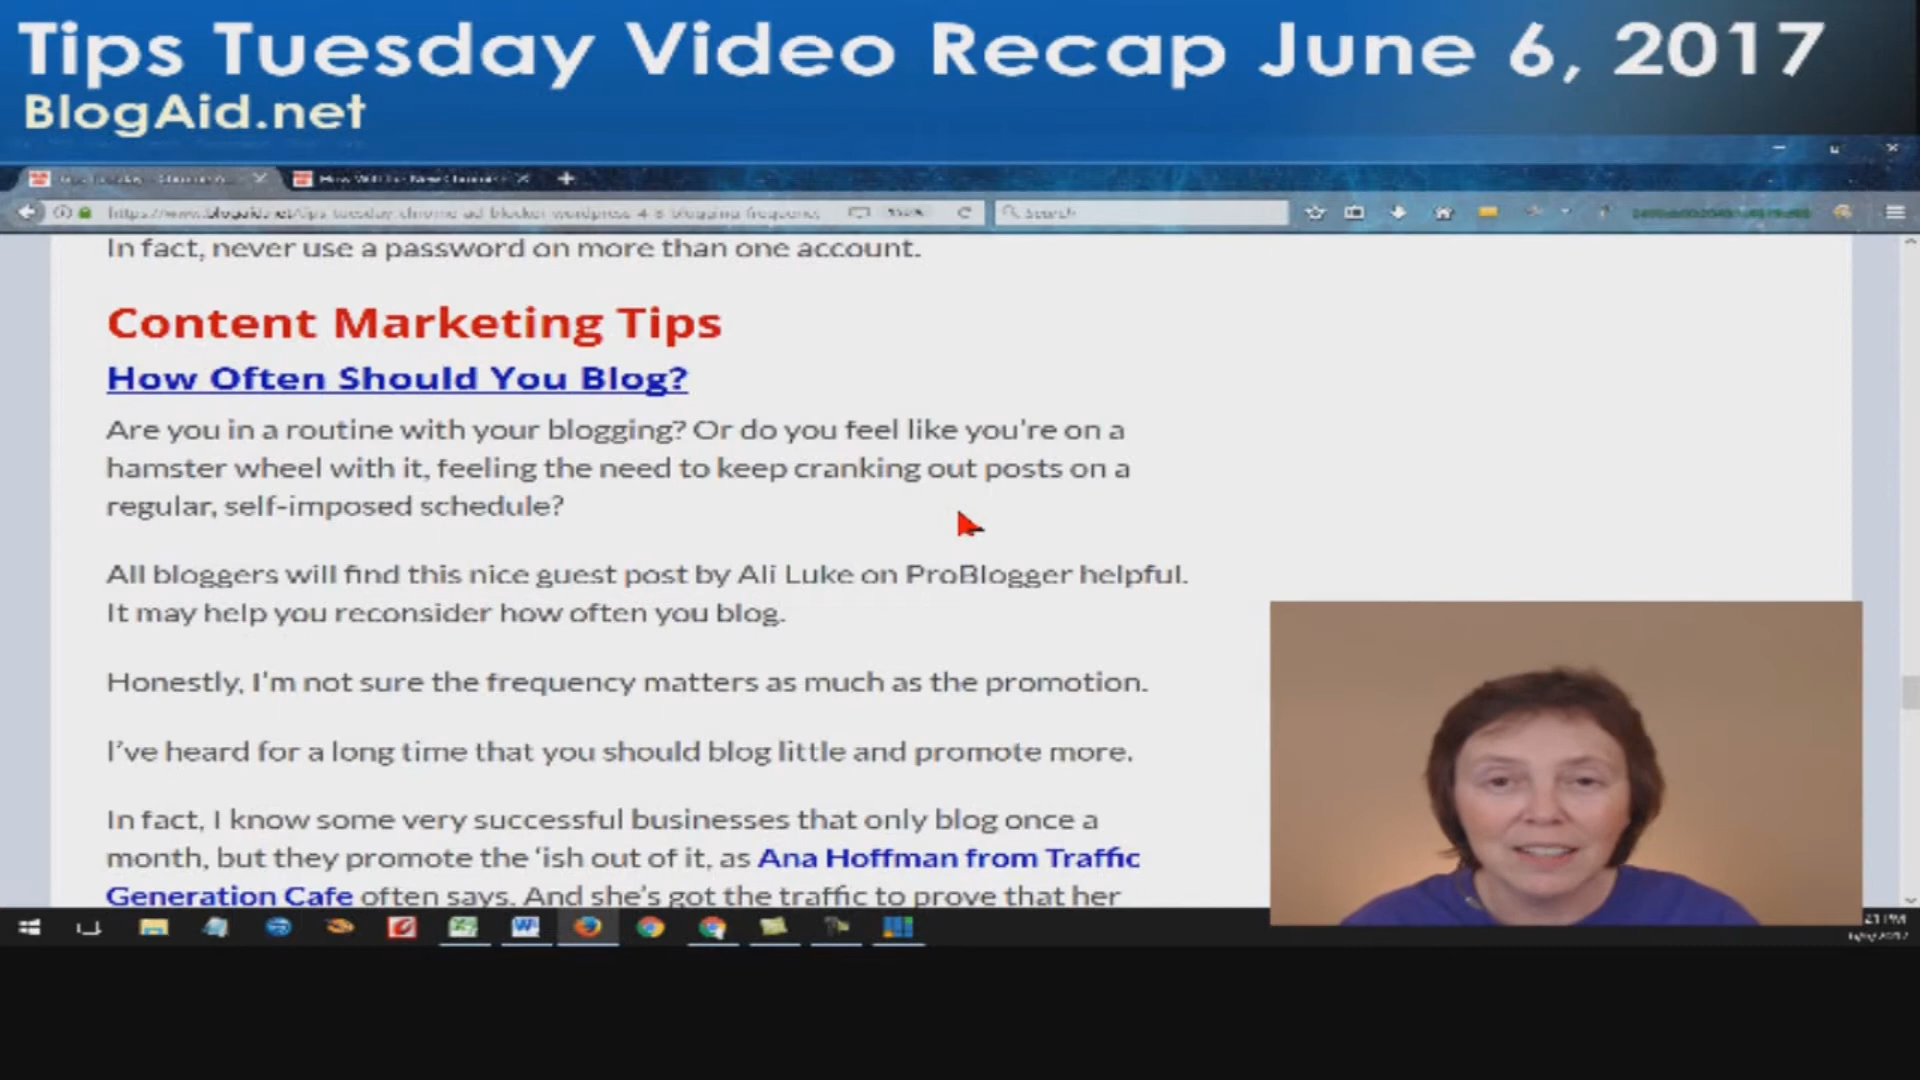 Tips Tuesday Video Recap June 6, 2017
BlogAid.net
Search
In fact, never use a password on more than one account.
Content Marketing Tips
How Often Should You Blog?
Are you in a routine with your blogging? Or do you feel like you're on a
hamster wheel with it, feeling the need to keep cranking out posts on a
regular, self-imposed schedule?
All bloggers will find this nice guest post by Ali Luke on ProBlogger helpful.
It may help you reconsider how often you blog.
Honestly, I'm not sure the frequency matters as much as the promotion.
I've heard for a long time that you should blog little and promote more.
In fact, I know some very successful businesses that only blog once a
month, but they promote the 'ish out of it, as Ana Hoffman from Traffic
Generation Cafe often says. And she's got the traffic to prove that her